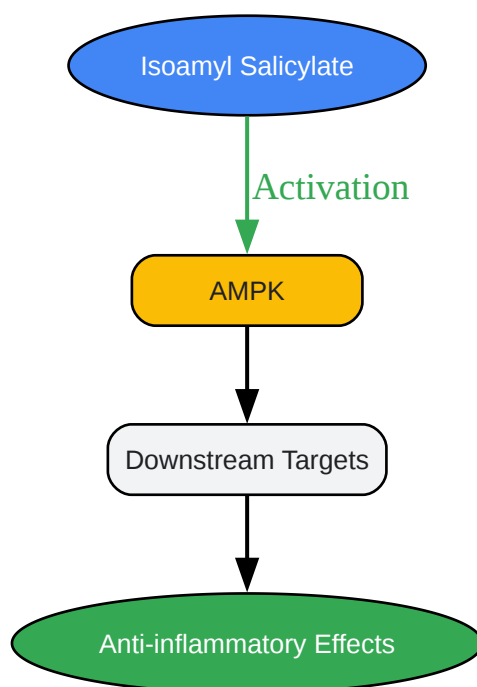 Isoamyl Salicylate
Activation
AMPK
Downstream Targets
Anti-inflammatory Effects